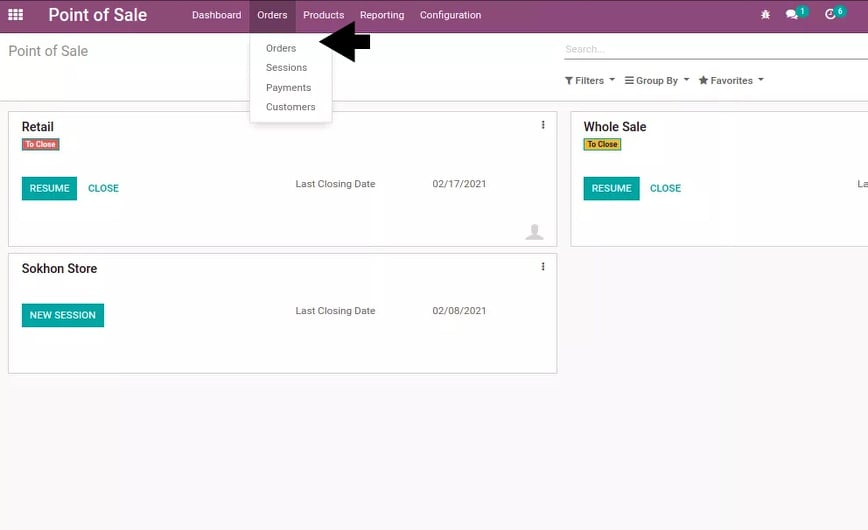 Point of Sale Dashboard Orders Products Reporting Configuration 1 6
Point of Sale
Orders
Sessions
Payments
Customers
Search...
Filters Group By Favorites
Retail
To Close
RESUME CLOSE Last Closing Date 02/17/2021
Whole Sale
To Close
RESUME CLOSE La
Sokhon Store
NEW SESSION Last Closing Date 02/08/2021